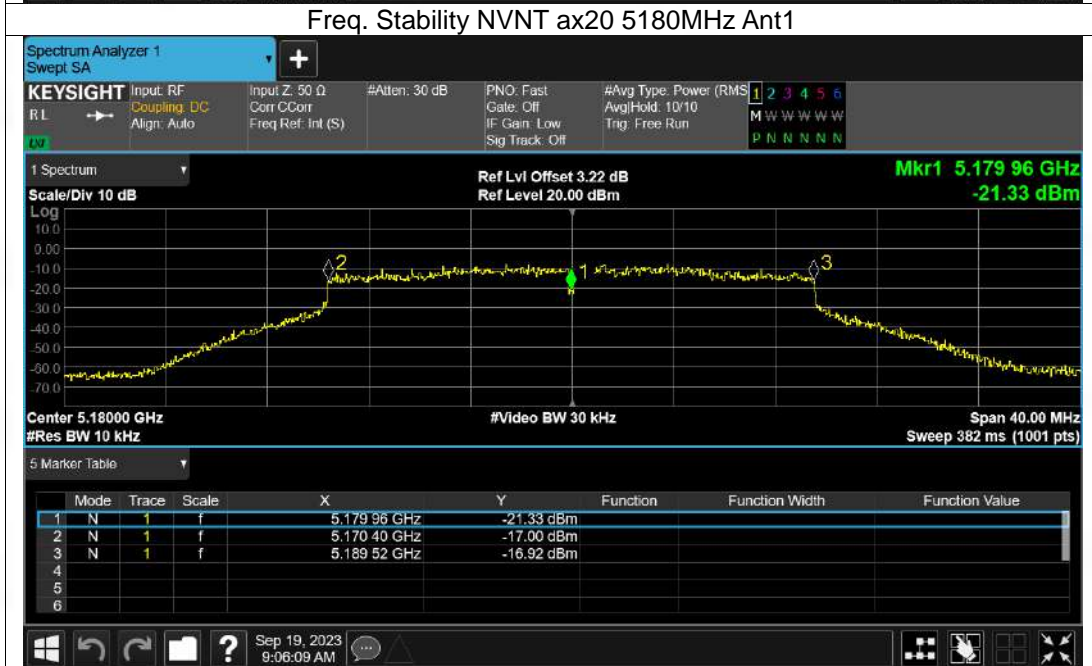 Freq. Stability NVNT ax20 5180MHz Ant1
Spectrum Analyzer 1
Swept SA
+
KEYSIGHT Input: RF Input Z: 50 Ω #Atten: 30 dB PNO: Fast #Avg Type: Power (RMS 1 2 3 4 5 6
RL Coupling: DC Corr CCorr Gate: Off Avg|Hold: 10/10 M W W W W W
Align: Auto Freq Ref: Int (S) IF Gain: Low Trig: Free Run
LXI Sig Track: Off P N N N N N
1 Spectrum Ref Lvl Offset 3.22 dB Mkr1 5.179 96 GHz
Scale/Div 10 dB Ref Level 20.00 dBm -21.33 dBm
Log
10.0
0.00
-10.0 2 1 3
-20.0
-30.0
-40.0
-50.0
-60.0
-70.0
Center 5.18000 GHz #Video BW 30 kHz Span 40.00 MHz
#Res BW 10 kHz Sweep 382 ms (1001 pts)
5 Marker Table
Mode Trace Scale X Y Function Function Width Function Value
1 N 1 f 5.179 96 GHz -21.33 dBm
2 N 1 f 5.170 40 GHz -17.00 dBm
3 N 1 f 5.189 52 GHz -16.92 dBm
4
5
6
? Sep 19, 2023
9:06:09 AM